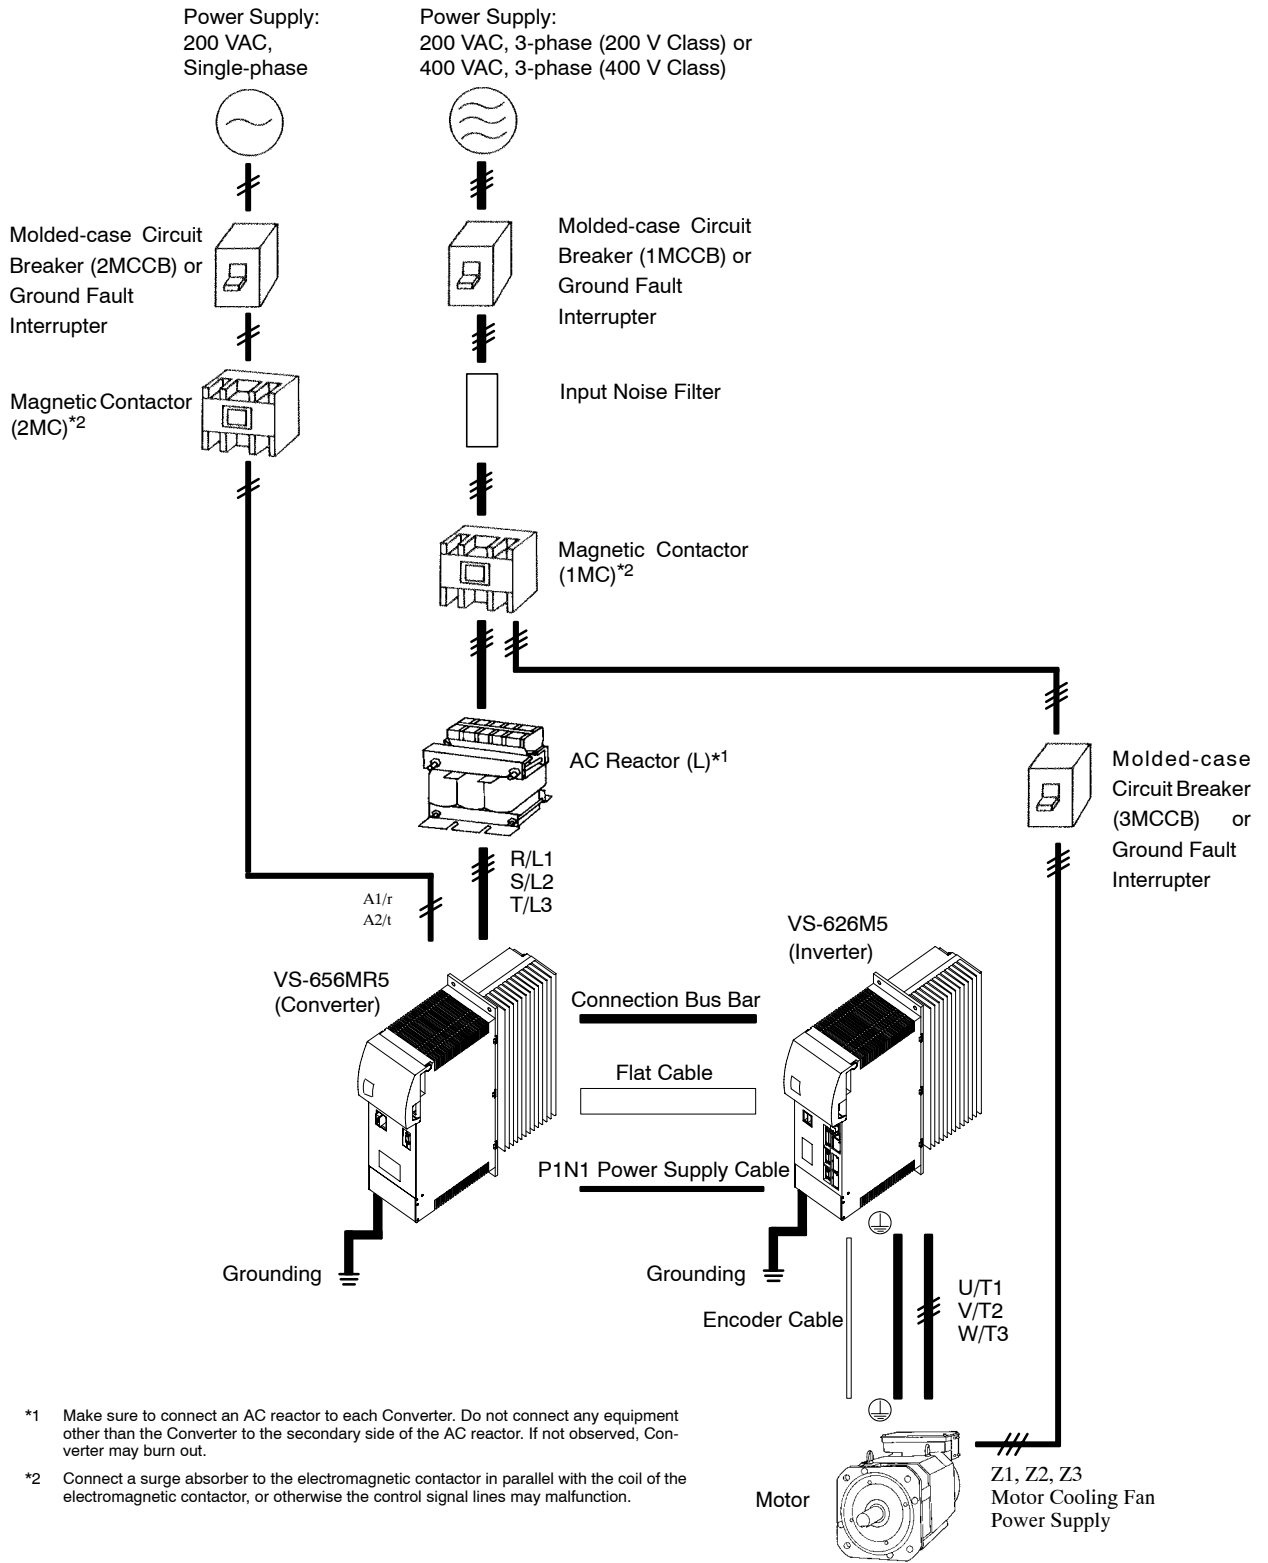 Power Supply:
200 VAC,
Single-phase
Power Supply:
200 VAC, 3-phase (200 V Class) or
400 VAC, 3-phase (400 V Class)
Molded-case Circuit
Breaker (2MCCB) or
Ground Fault
Interrupter
Molded-case Circuit
Breaker (1MCCB) or
Ground Fault
Interrupter
Magnetic Contactor
(2MC)*2
Input Noise Filter
Magnetic Contactor
(1MC)*2
AC Reactor (L)*1
Molded-case
Circuit Breaker
(3MCCB) or
Ground Fault
Interrupter
R/L1
S/L2
T/L3
A1/r
A2/t
VS-656MR5
(Converter)
VS-626M5
(Inverter)
Connection Bus Bar
Flat Cable
P1N1 Power Supply Cable
Grounding
Grounding
Encoder Cable
U/T1
V/T2
W/T3
*1 Make sure to connect an AC reactor to each Converter. Do not connect any equipment
other than the Converter to the secondary side of the AC reactor. If not observed, Con-
verter may burn out.
*2 Connect a surge absorber to the electromagnetic contactor in parallel with the coil of the
electromagnetic contactor, or otherwise the control signal lines may malfunction.
Motor
Z1, Z2, Z3
Motor Cooling Fan
Power Supply